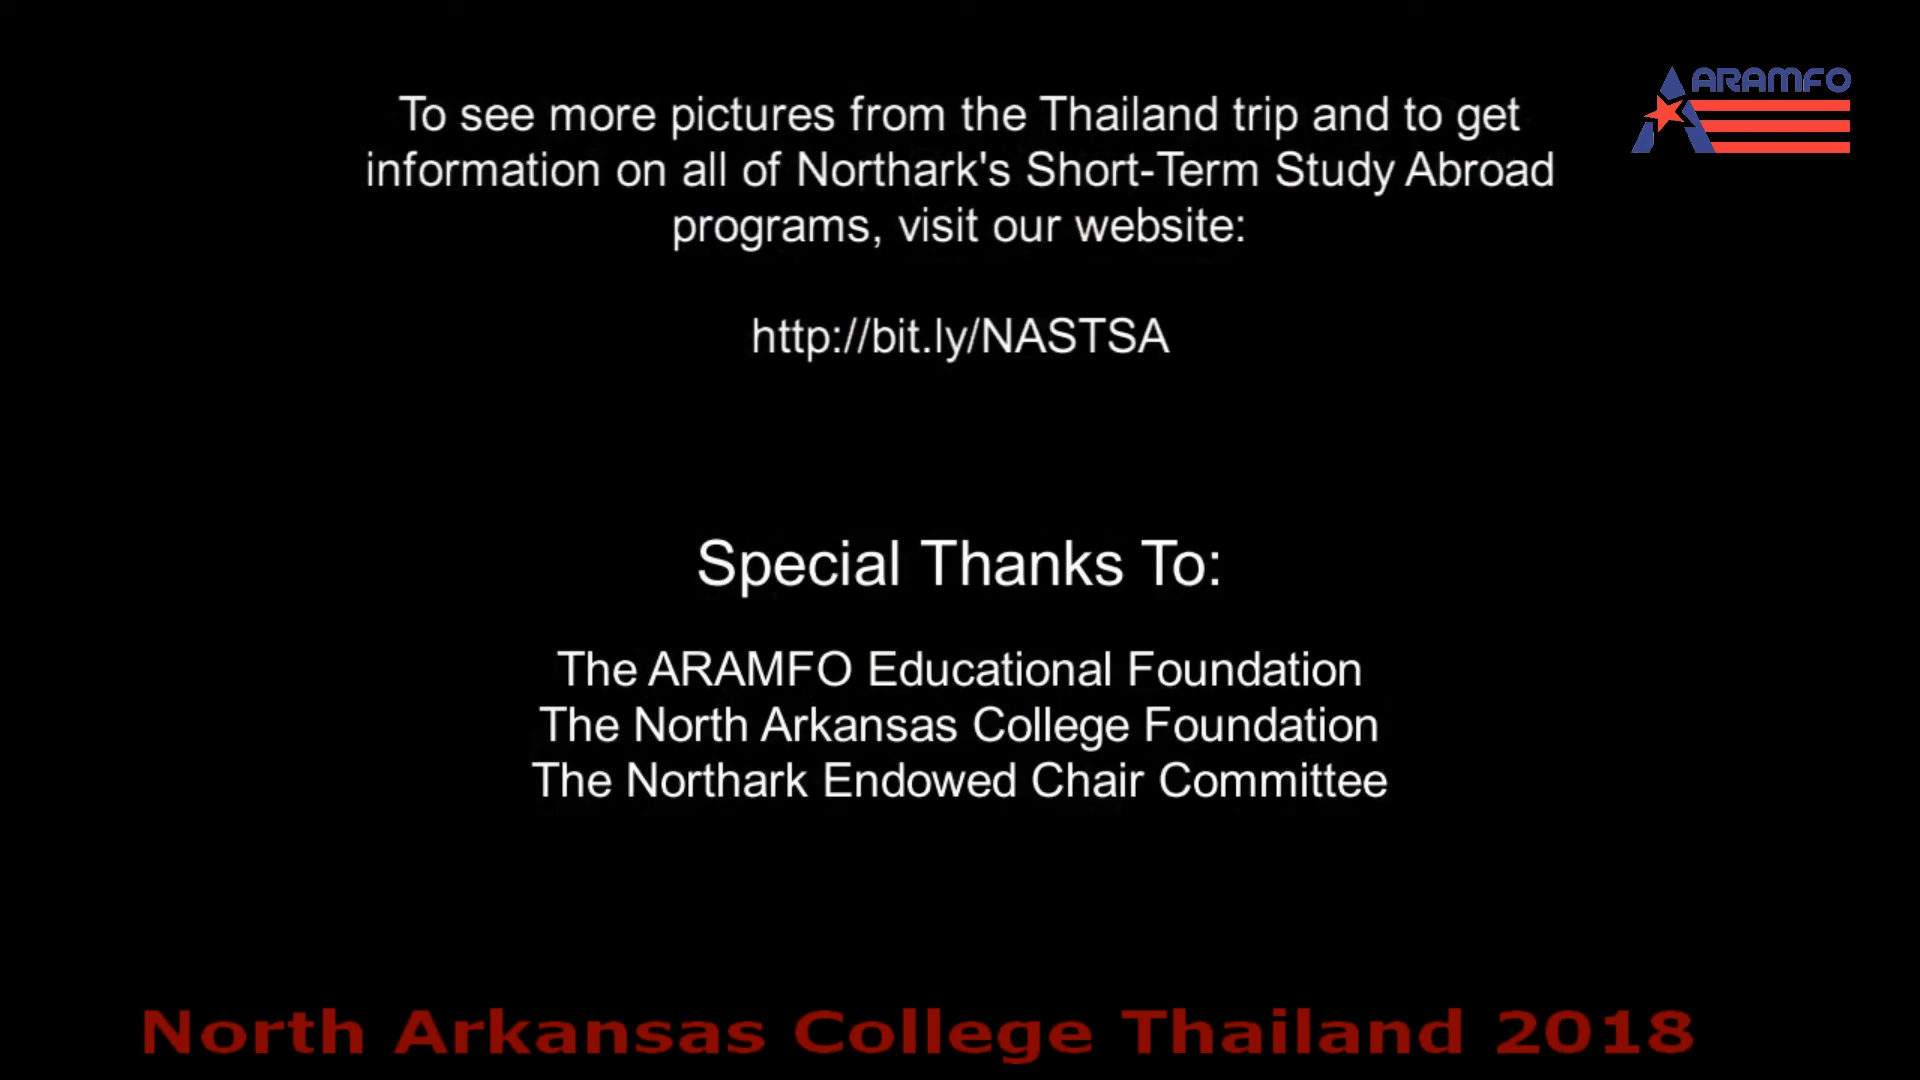 ARAMFO
To see more pictures from the Thailand trip and to get
information on all of Northark's Short-Term Study Abroad
programs, visit our website:
http://bit.ly/NASTSA
Special Thanks To:
The ARAMFO Educational Foundation
The North Arkansas College Foundation
The Northark Endowed Chair Committee
North Arkansas College Thailand 2018